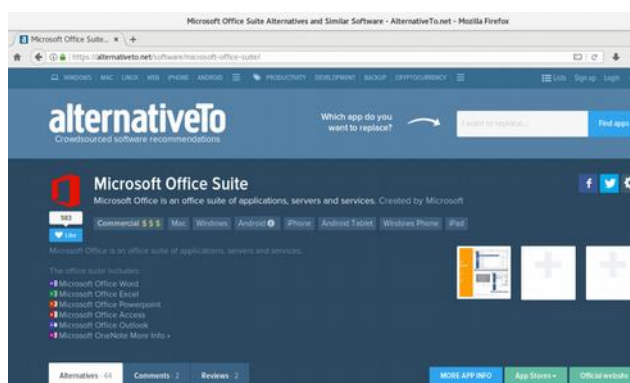 Microsoft Office Suite Alternatives and Similar Software - AlternativeTo.net - Mozilla Firefox
Microsoft Office Suite...
https://alternativeto.net/software/microsoft-office-suite/
WINDOWS MAC LINUX WEB IPHONE ANDROID PRODUCTIVITY DEVELOPMENT BACKUP CRYPTOCURRENCY Lists Sign up Login
alternativeTo
Crowdsourced software recommendations
Which app do you
want to replace?
I want to replace...
Find apps
Microsoft Office Suite
Microsoft Office is an office suite of applications, servers and services. Created by Microsoft
583
Like
Commercial $ $ $ Mac Windows Android iPhone Android Tablet Windows Phone iPad
Microsoft Office is an office suite of applications, servers and services.
The office suite includes:
Microsoft Office Word
Microsoft Office Excel
Microsoft Office Powerpoint
Microsoft Office Access
Microsoft Office Outlook
Microsoft OneNote More Info »
Alternatives 44 Comments 2 Reviews 2 MORE APP INFO App Stores Official website